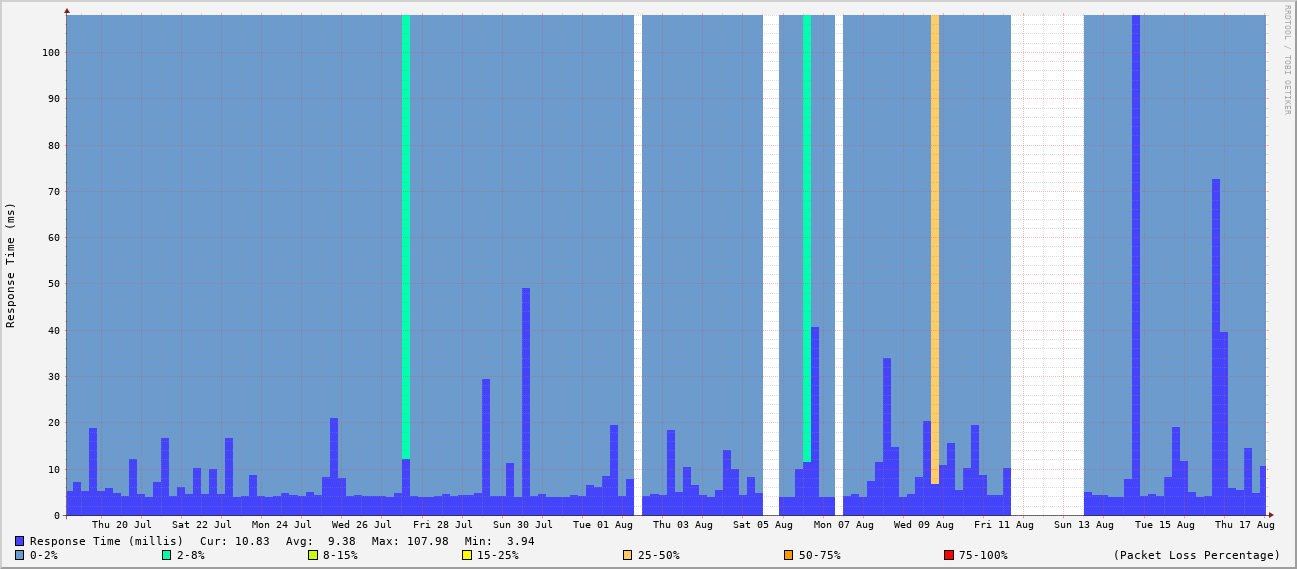 RRDTOOL / TOBI OETIKER
Response Time (ms)
100
90
80
70
60
50
40
30
20
10
0
Thu 20 Jul Sat 22 Jul Mon 24 Jul Wed 26 Jul Fri 28 Jul Sun 30 Jul Tue 01 Aug Thu 03 Aug Sat 05 Aug Mon 07 Aug Wed 09 Aug Fri 11 Aug Sun 13 Aug Tue 15 Aug Thu 17 Aug
Response Time (millis) Cur: 10.83 Avg: 9.38 Max: 107.98 Min: 3.94
0-2% 2-8% 8-15% 15-25% 25-50% 50-75% 75-100% (Packet Loss Percentage)